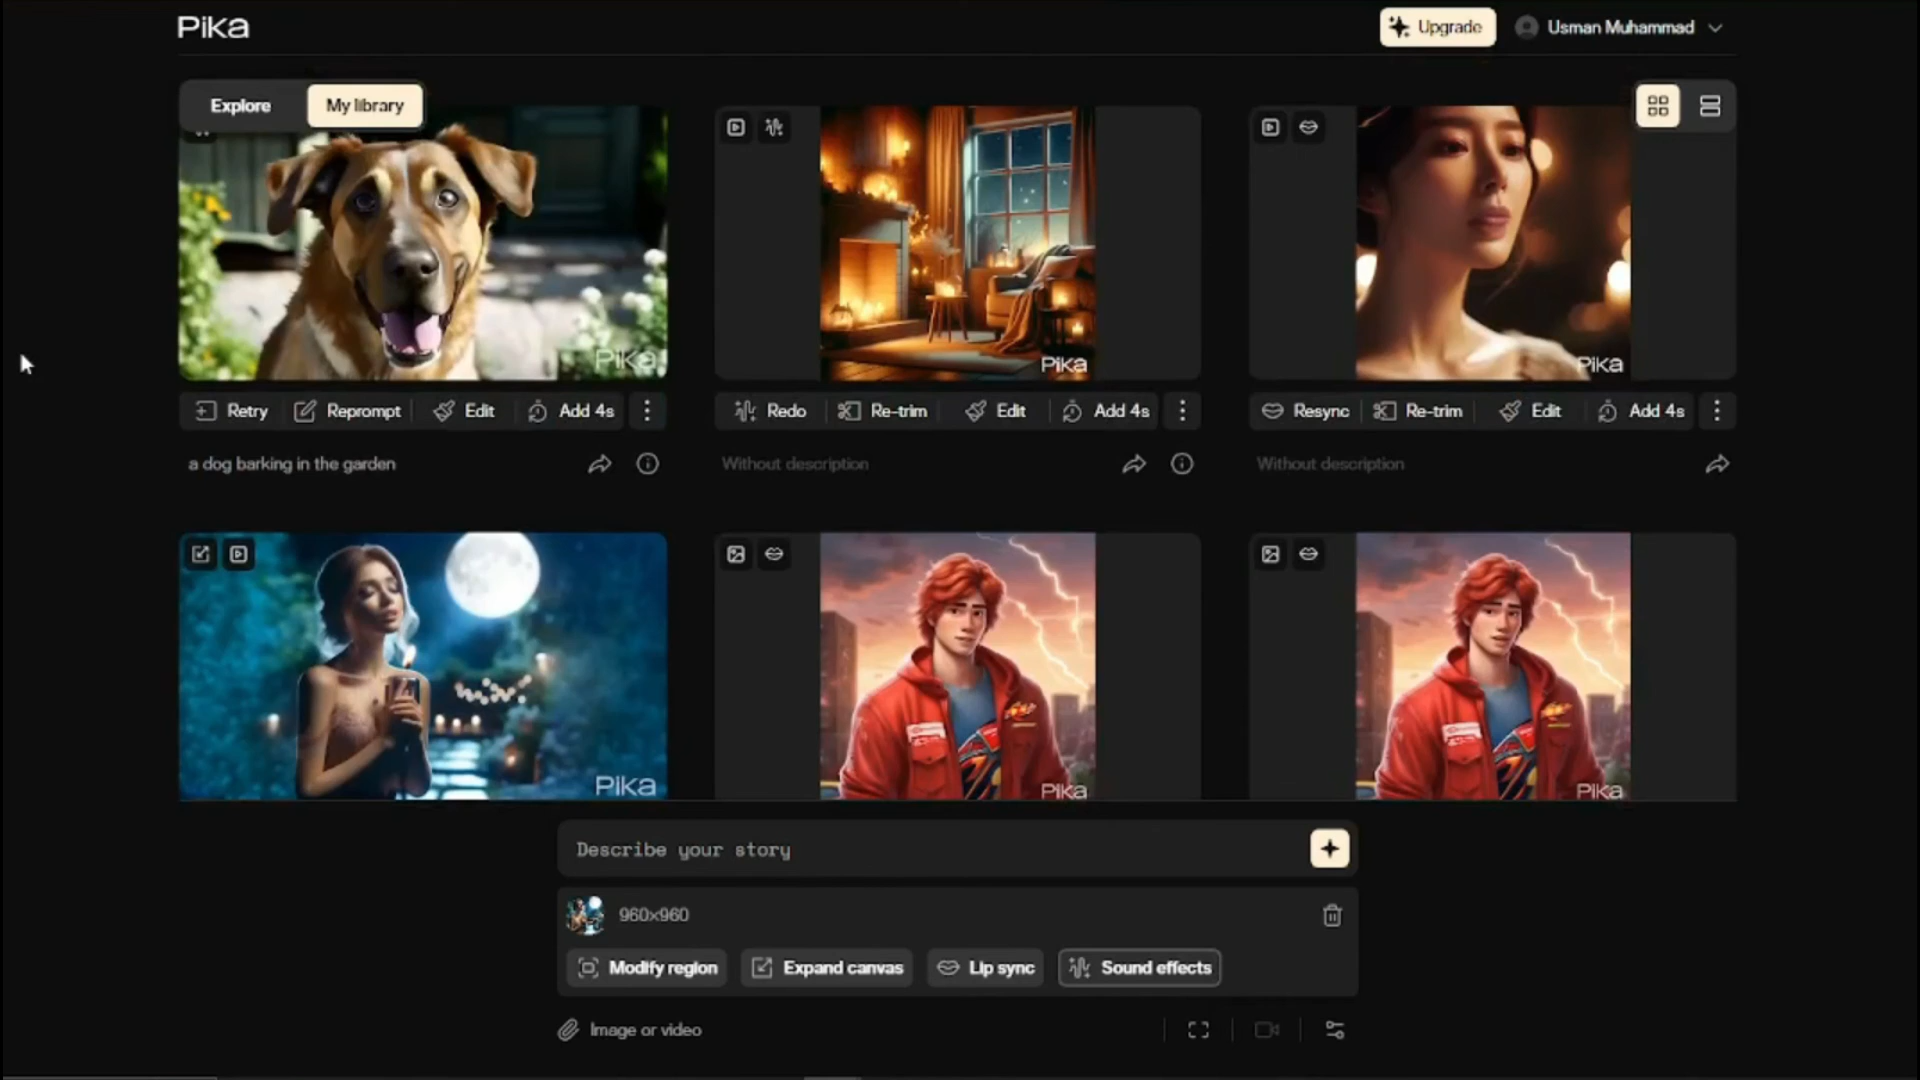 Pika
Upgrade
Usman Muhammad
Explore
My library
Pika
Pika
Pika
Retry
Reprompt
Edit
Add 4s
Redo
Re-trim
Edit
Add 4s
Resync
Re-trim
Edit
Add 4s
a dog barking in the garden
Without description
Without description
Pika
Pika
Pika
Describe your story
960×960
Modify region
Expand canvas
Lip sync
Sound effects
Image or video